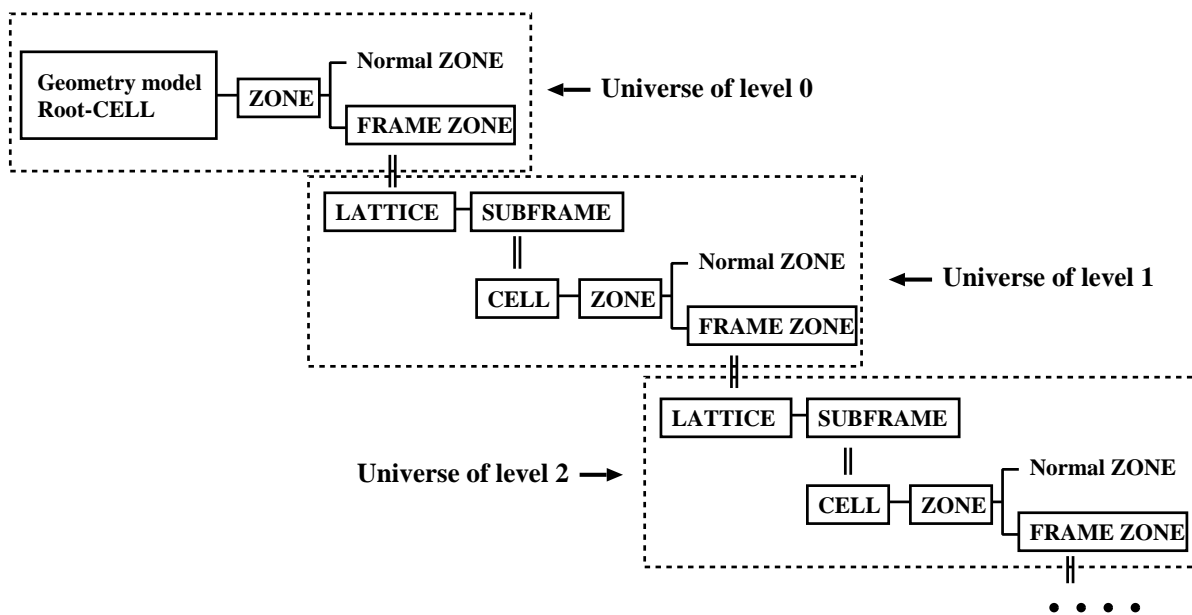 Geometry model
Root-CELL
ZONE
Normal ZONE
FRAME ZONE
Universe of level 0
LATTICE
SUBFRAME
CELL
ZONE
Normal ZONE
FRAME ZONE
Universe of level 1
LATTICE
SUBFRAME
Universe of level 2
CELL
ZONE
Normal ZONE
FRAME ZONE